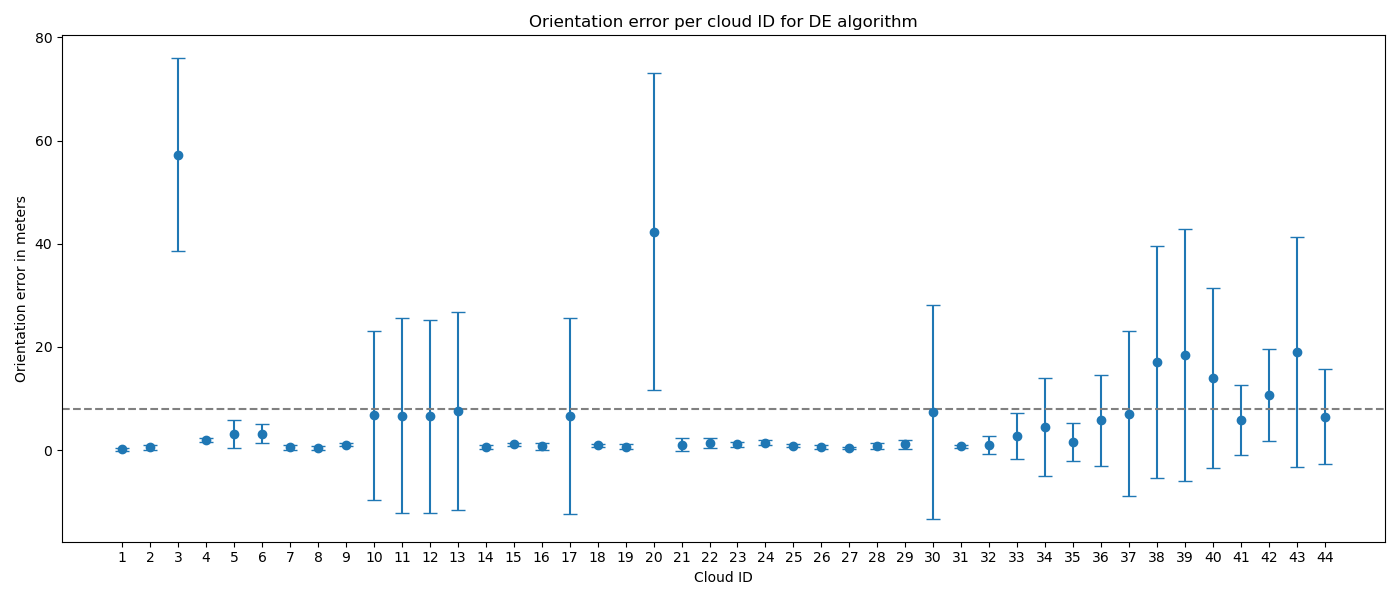 Orientation error per cloud ID for DE algorithm
80
60
40
20
0
Orientation error in meters
1 2 3 4 5 6 7 8 9 10 11 12 13 14 15 16 17 18 19 20 21 22 23 24 25 26 27 28 29 30 31 32 33 34 35 36 37 38 39 40 41 42 43 44
Cloud ID